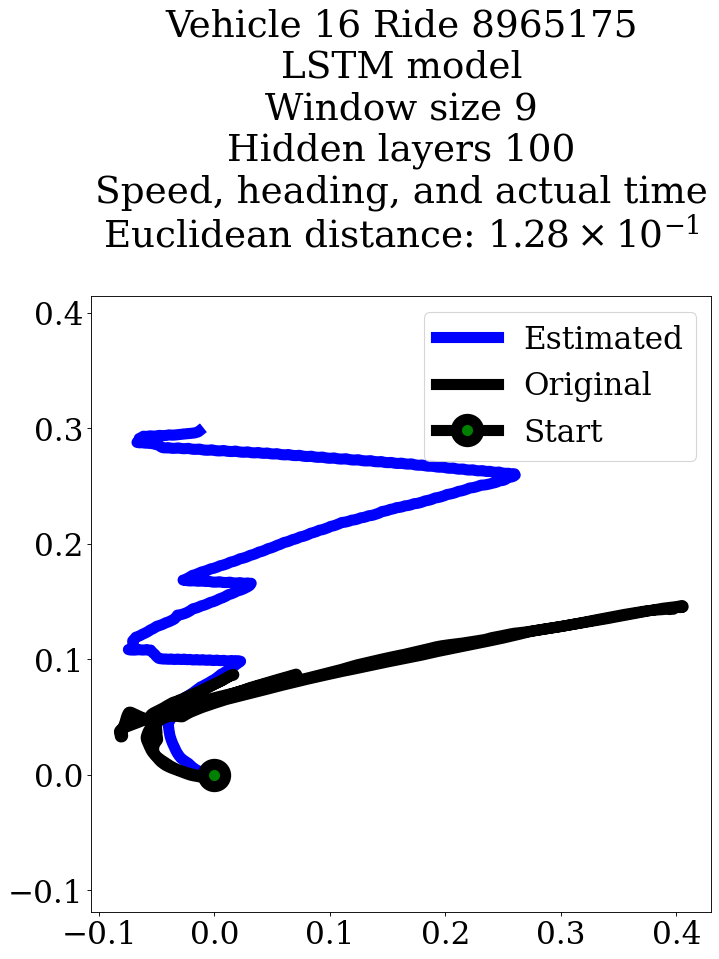 Vehicle 16 Ride 8965175
LSTM model
Window size 9
Hidden layers 100
Speed, heading, and actual time
Euclidean distance: 1.28 × 10⁻¹
Estimated
Original
Start
0.4
0.3
0.2
0.1
0.0
−0.1
−0.1 0.0 0.1 0.2 0.3 0.4